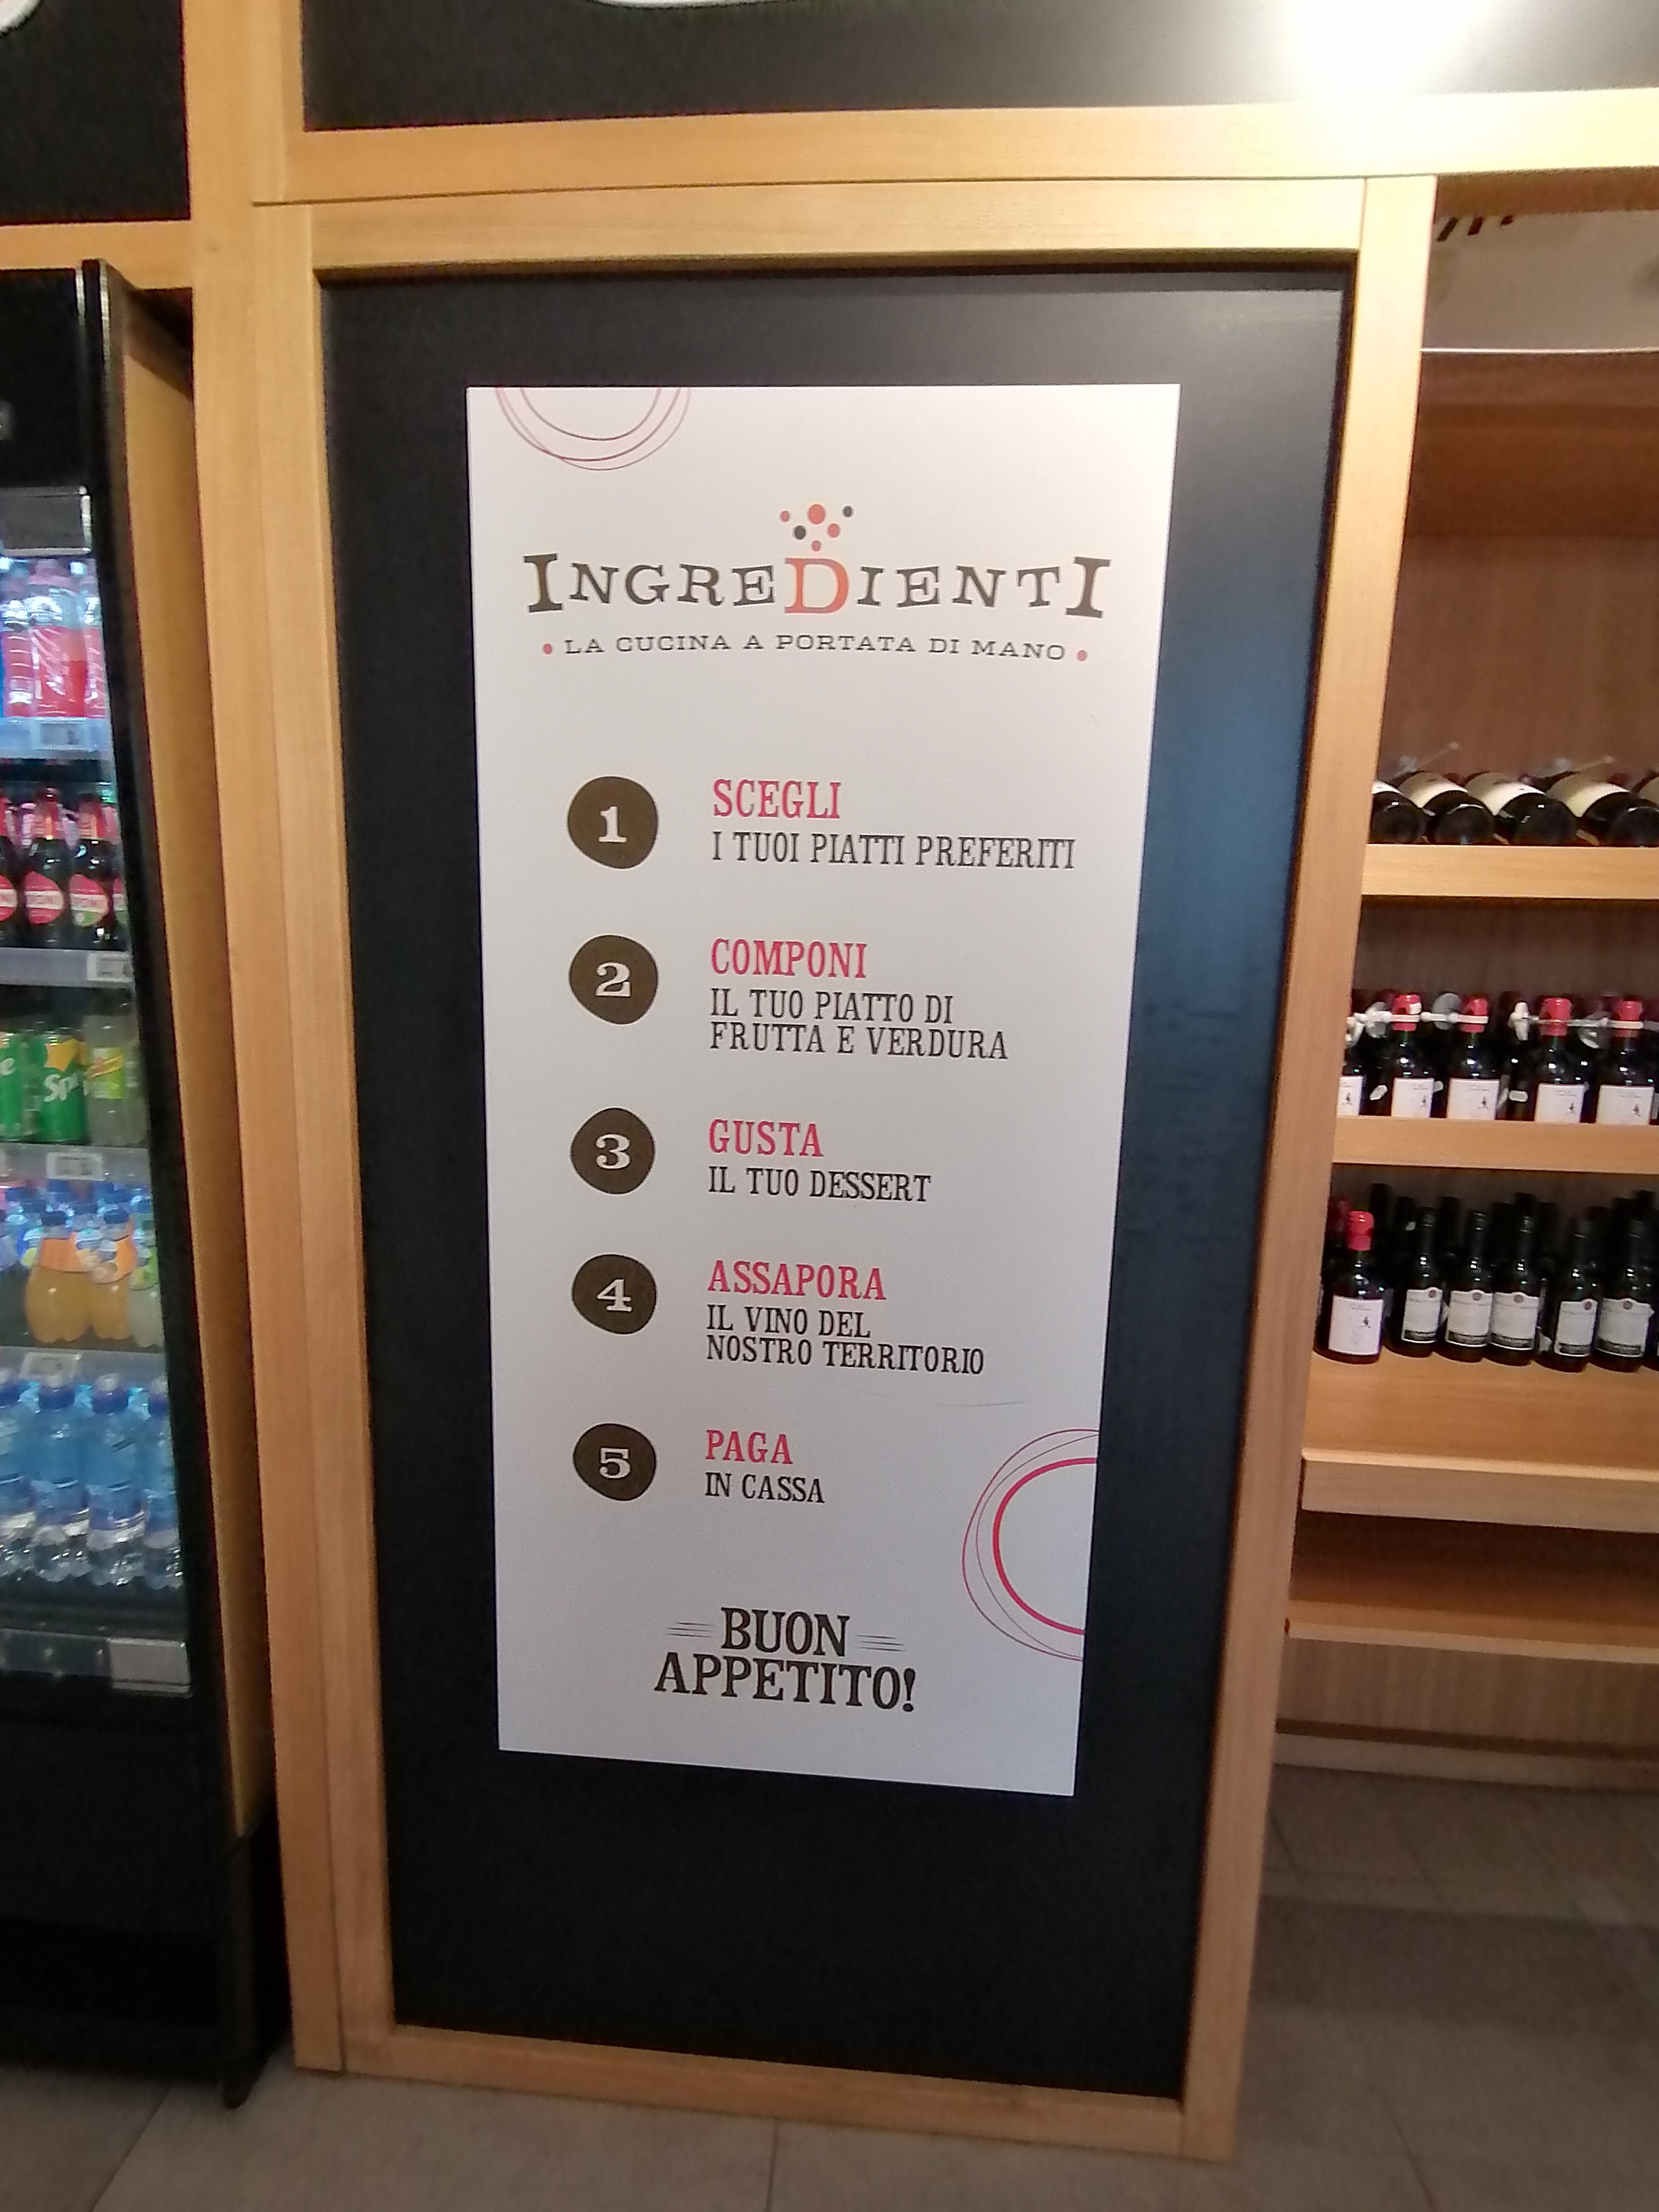 INGREDIENTI
• LA CUCINA A PORTATA DI MANO •
1
SCEGLI
I TUOI PIATTI PREFERITI
2
COMPONI
IL TUO PIATTO DI
FRUTTA E VERDURA
3
GUSTA
IL TUO DESSERT
4
ASSAPORA
IL VINO DEL
NOSTRO TERRITORIO
5
PAGA
IN CASSA
BUON
APPETITO!